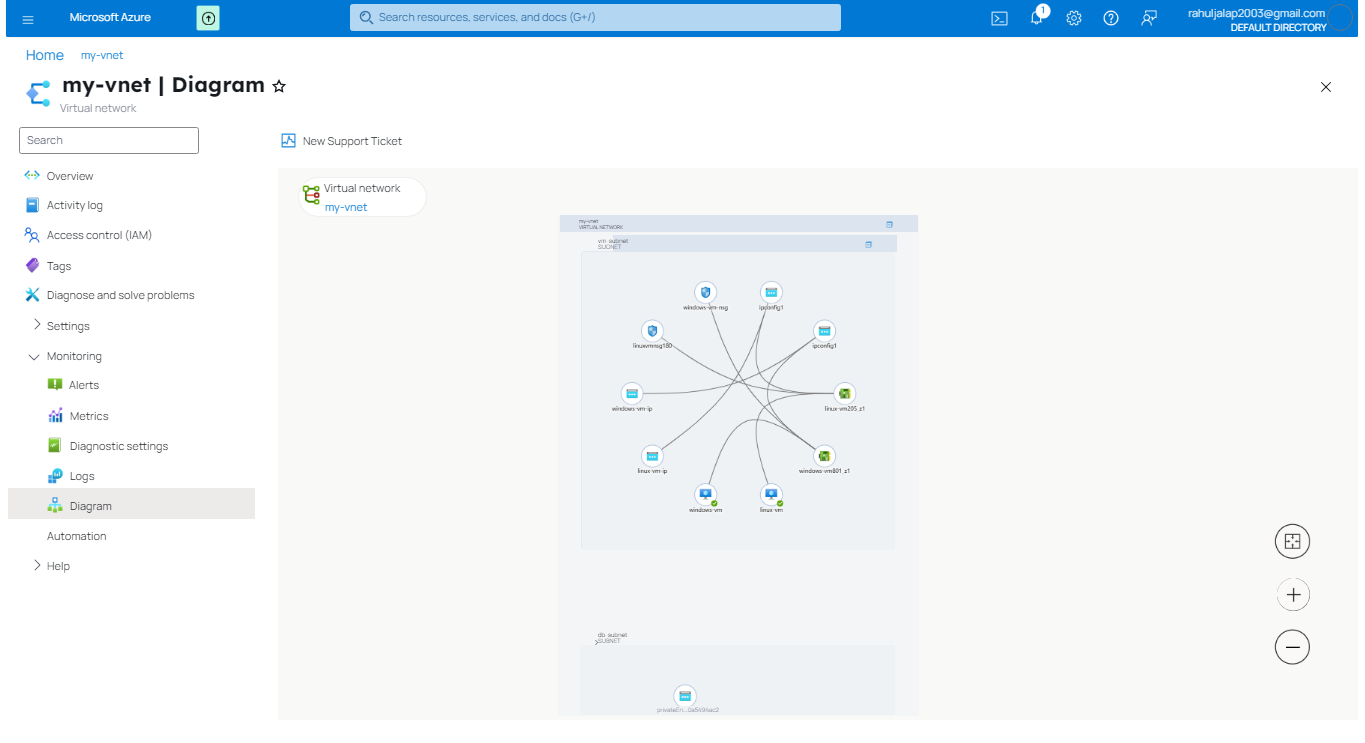 Microsoft Azure
Search resources, services, and docs (G+/)
1
rahuljalap2003@gmail.com
DEFAULT DIRECTORY
Home my-vnet
my-vnet | Diagram
Virtual network
Search
New Support Ticket
Overview
Activity log
Access control (IAM)
Tags
Diagnose and solve problems
Settings
Monitoring
Alerts
Metrics
Diagnostic settings
Logs
Diagram
Automation
Help
Virtual network
my-vnet
my-vnet
VIRTUAL NETWORK
vm-subnet
SUBNET
windows-vm-nsg
ipconfig1
linuxvmnsg180
ipconfig1
windows-vm-ip
linux-vm205_z1
linux-vm-ip
windows-vm801_z1
windows-vm
linux-vm
db-subnet
SUBNET